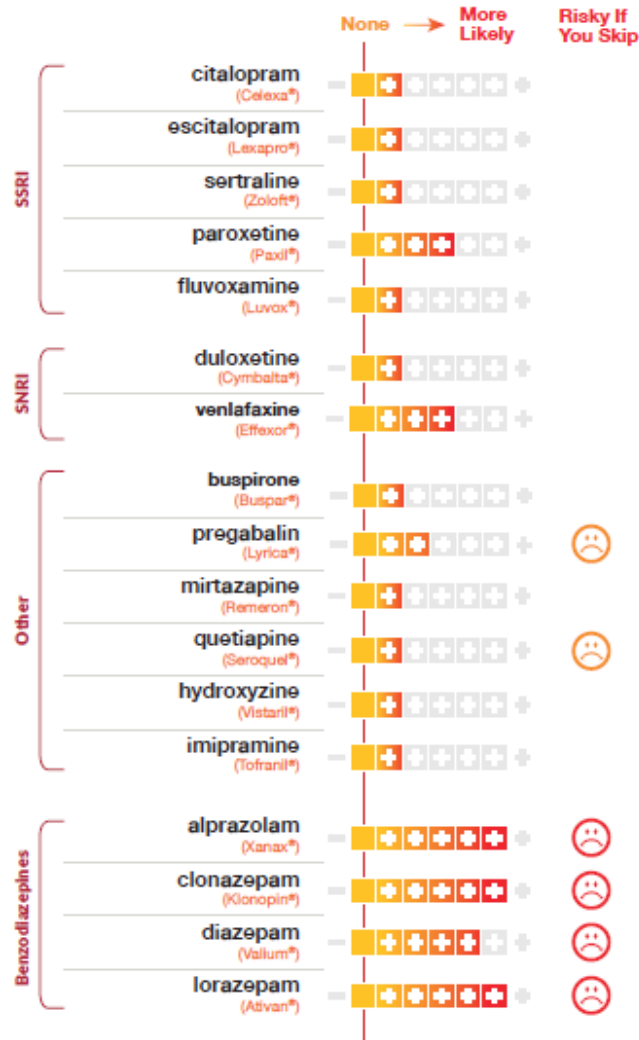 None → More Likely
Risky If You Skip
SSRI
citalopram
(Celexa®)
escitalopram
(Lexapro®)
sertraline
(Zoloft®)
paroxetine
(Paxil®)
fluvoxamine
(Luvox®)
SNRI
duloxetine
(Cymbalta®)
venlafaxine
(Effexor®)
Other
buspirone
(Buspar®)
pregabalin
(Lyrica®)
mirtazapine
(Remeron®)
quetiapine
(Seroquel®)
hydroxyzine
(Vistaril®)
imipramine
(Tofranil®)
Benzodiazepines
alprazolam
(Xanax®)
clonazepam
(Klonopin®)
diazepam
(Valium®)
lorazepam
(Ativan®)